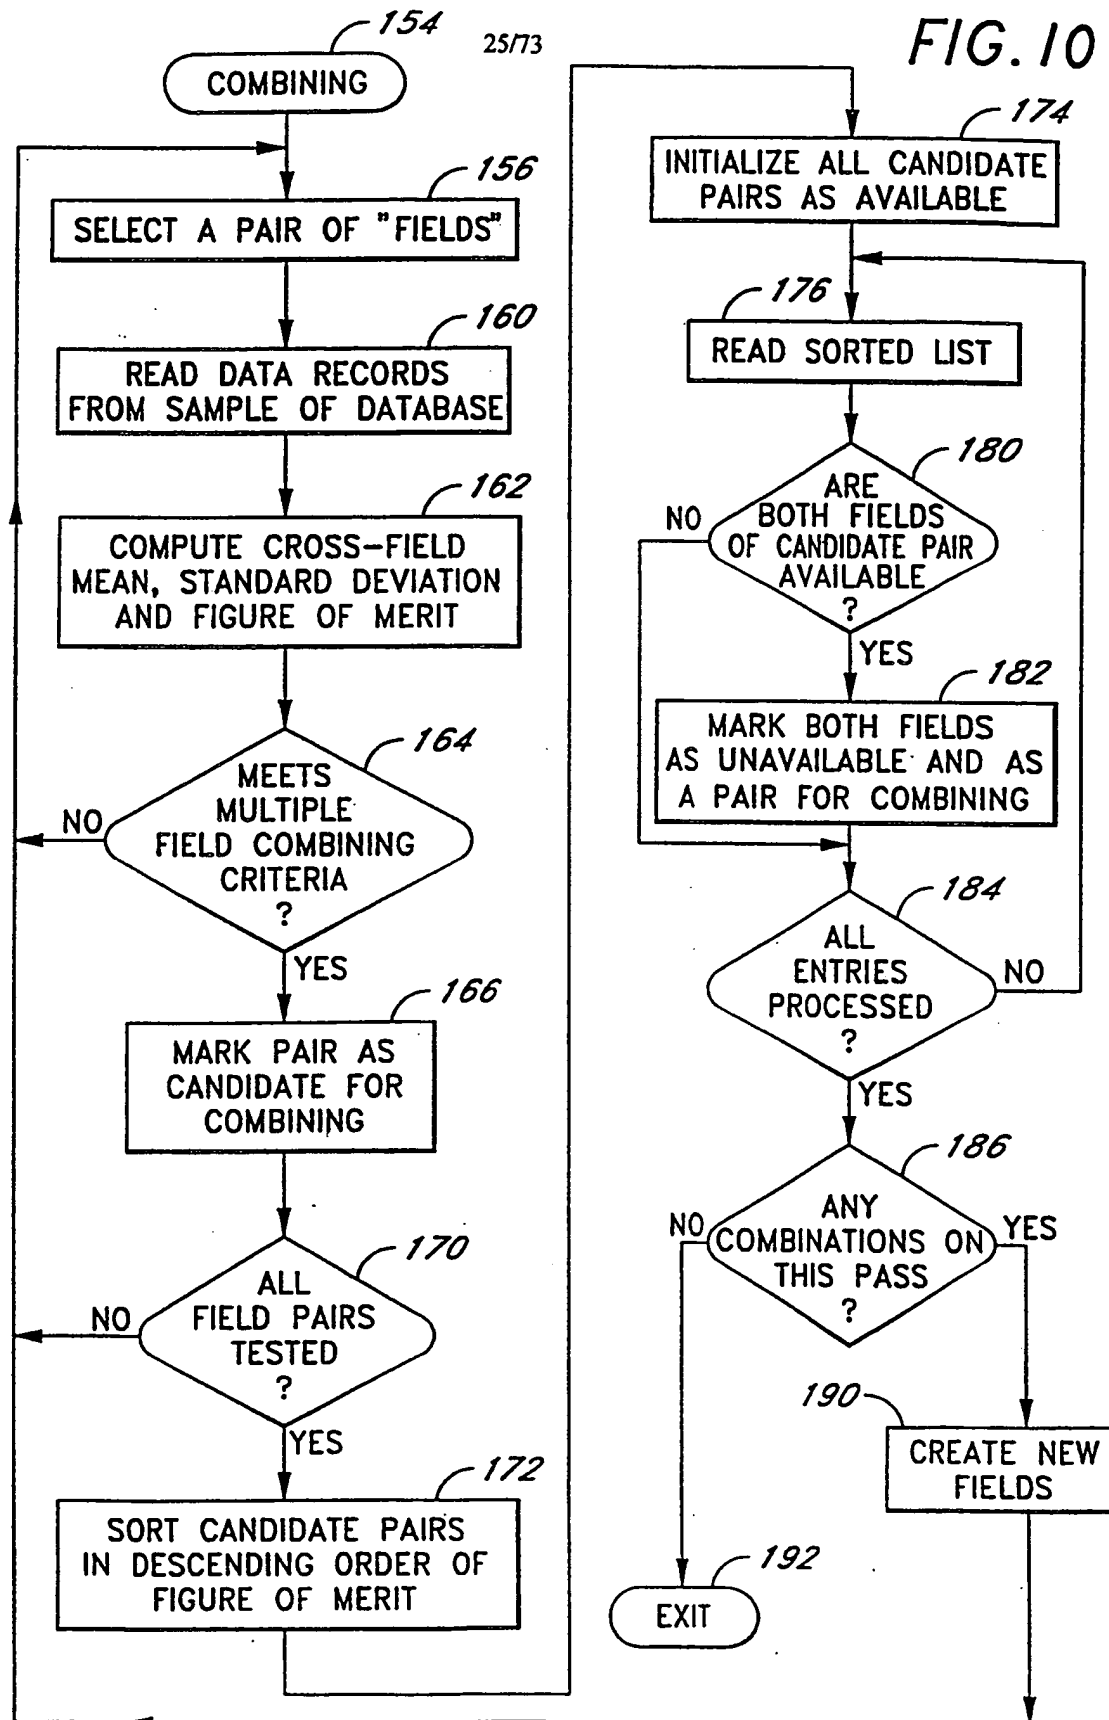 154
25/73
FIG. 10
COMBINING
156
SELECT A PAIR OF "FIELDS"
160
READ DATA RECORDS
FROM SAMPLE OF DATABASE
162
COMPUTE CROSS-FIELD
MEAN, STANDARD DEVIATION
AND FIGURE OF MERIT
164
MEETS
MULTIPLE
FIELD COMBINING
CRITERIA
?
NO
YES
166
MARK PAIR AS
CANDIDATE FOR
COMBINING
170
ALL
FIELD PAIRS
TESTED
?
NO
YES
172
SORT CANDIDATE PAIRS
IN DESCENDING ORDER OF
FIGURE OF MERIT
174
INITIALIZE ALL CANDIDATE
PAIRS AS AVAILABLE
176
READ SORTED LIST
180
ARE
BOTH FIELDS
OF CANDIDATE PAIR
AVAILABLE
?
NO
YES
182
MARK BOTH FIELDS
AS UNAVAILABLE AND AS
A PAIR FOR COMBINING
184
ALL
ENTRIES
PROCESSED
?
NO
YES
186
ANY
COMBINATIONS ON
THIS PASS
?
NO
YES
190
CREATE NEW
FIELDS
192
EXIT